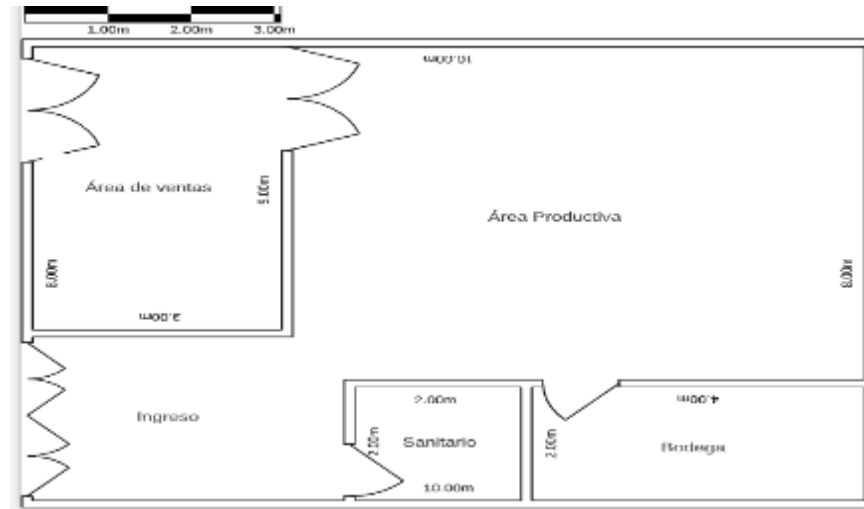 1.00m 2.00m 3.00m
10.00m
Área de ventas
5.00m
Área Productiva
8.00m
8.00m
3.00m
Ingreso
2.00m
4.00m
2.00m
Sanitario
2.00m
Bodega
10.00m